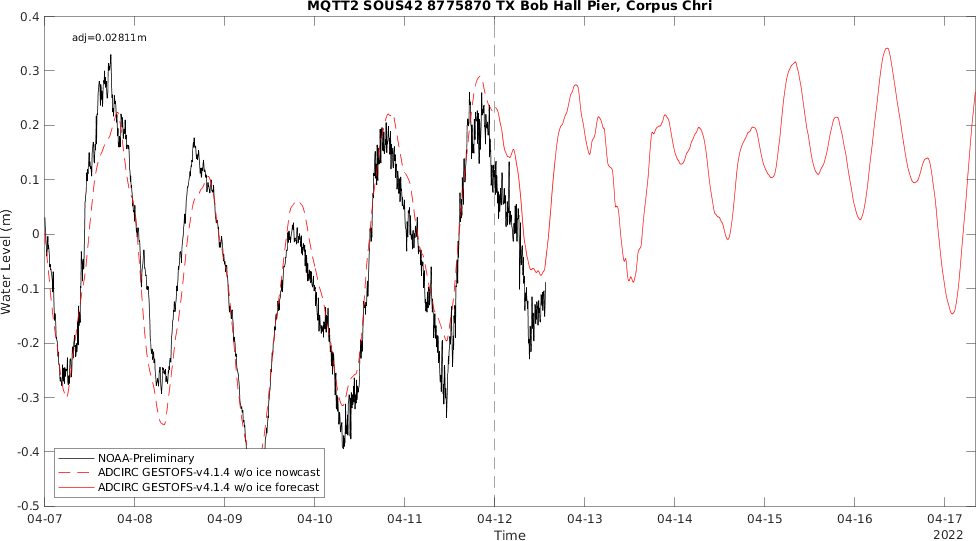 MQTT2 SOUS42 8775870 TX Bob Hall Pier, Corpus Chri
adj=0.02811m
Water Level (m)
0.4
0.3
0.2
0.1
0
-0.1
-0.2
-0.3
-0.4
-0.5
NOAA-Preliminary
ADCIRC GESTOFS-v4.1.4 w/o ice nowcast
ADCIRC GESTOFS-v4.1.4 w/o ice forecast
04-07 04-08 04-09 04-10 04-11 04-12 04-13 04-14 04-15 04-16 04-17
Time
2022